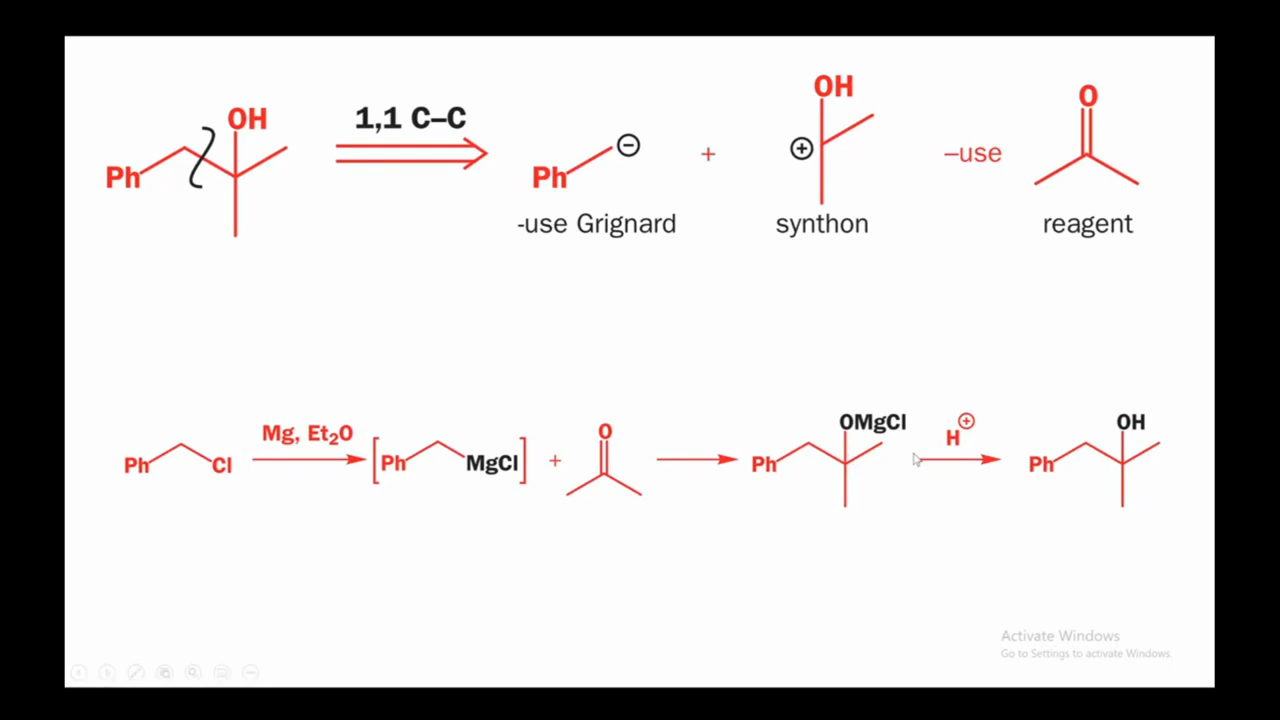 OH
1,1 C–C
Ph
Ph
⊖
+
⊕
OH
–use
O
-use Grignard
synthon
reagent
Ph
Cl
Mg, Et₂O
[Ph
MgCl]
+
O
Ph
OMgCl
H⊕
Ph
OH
Activate Windows
Go to Settings to activate Windows.